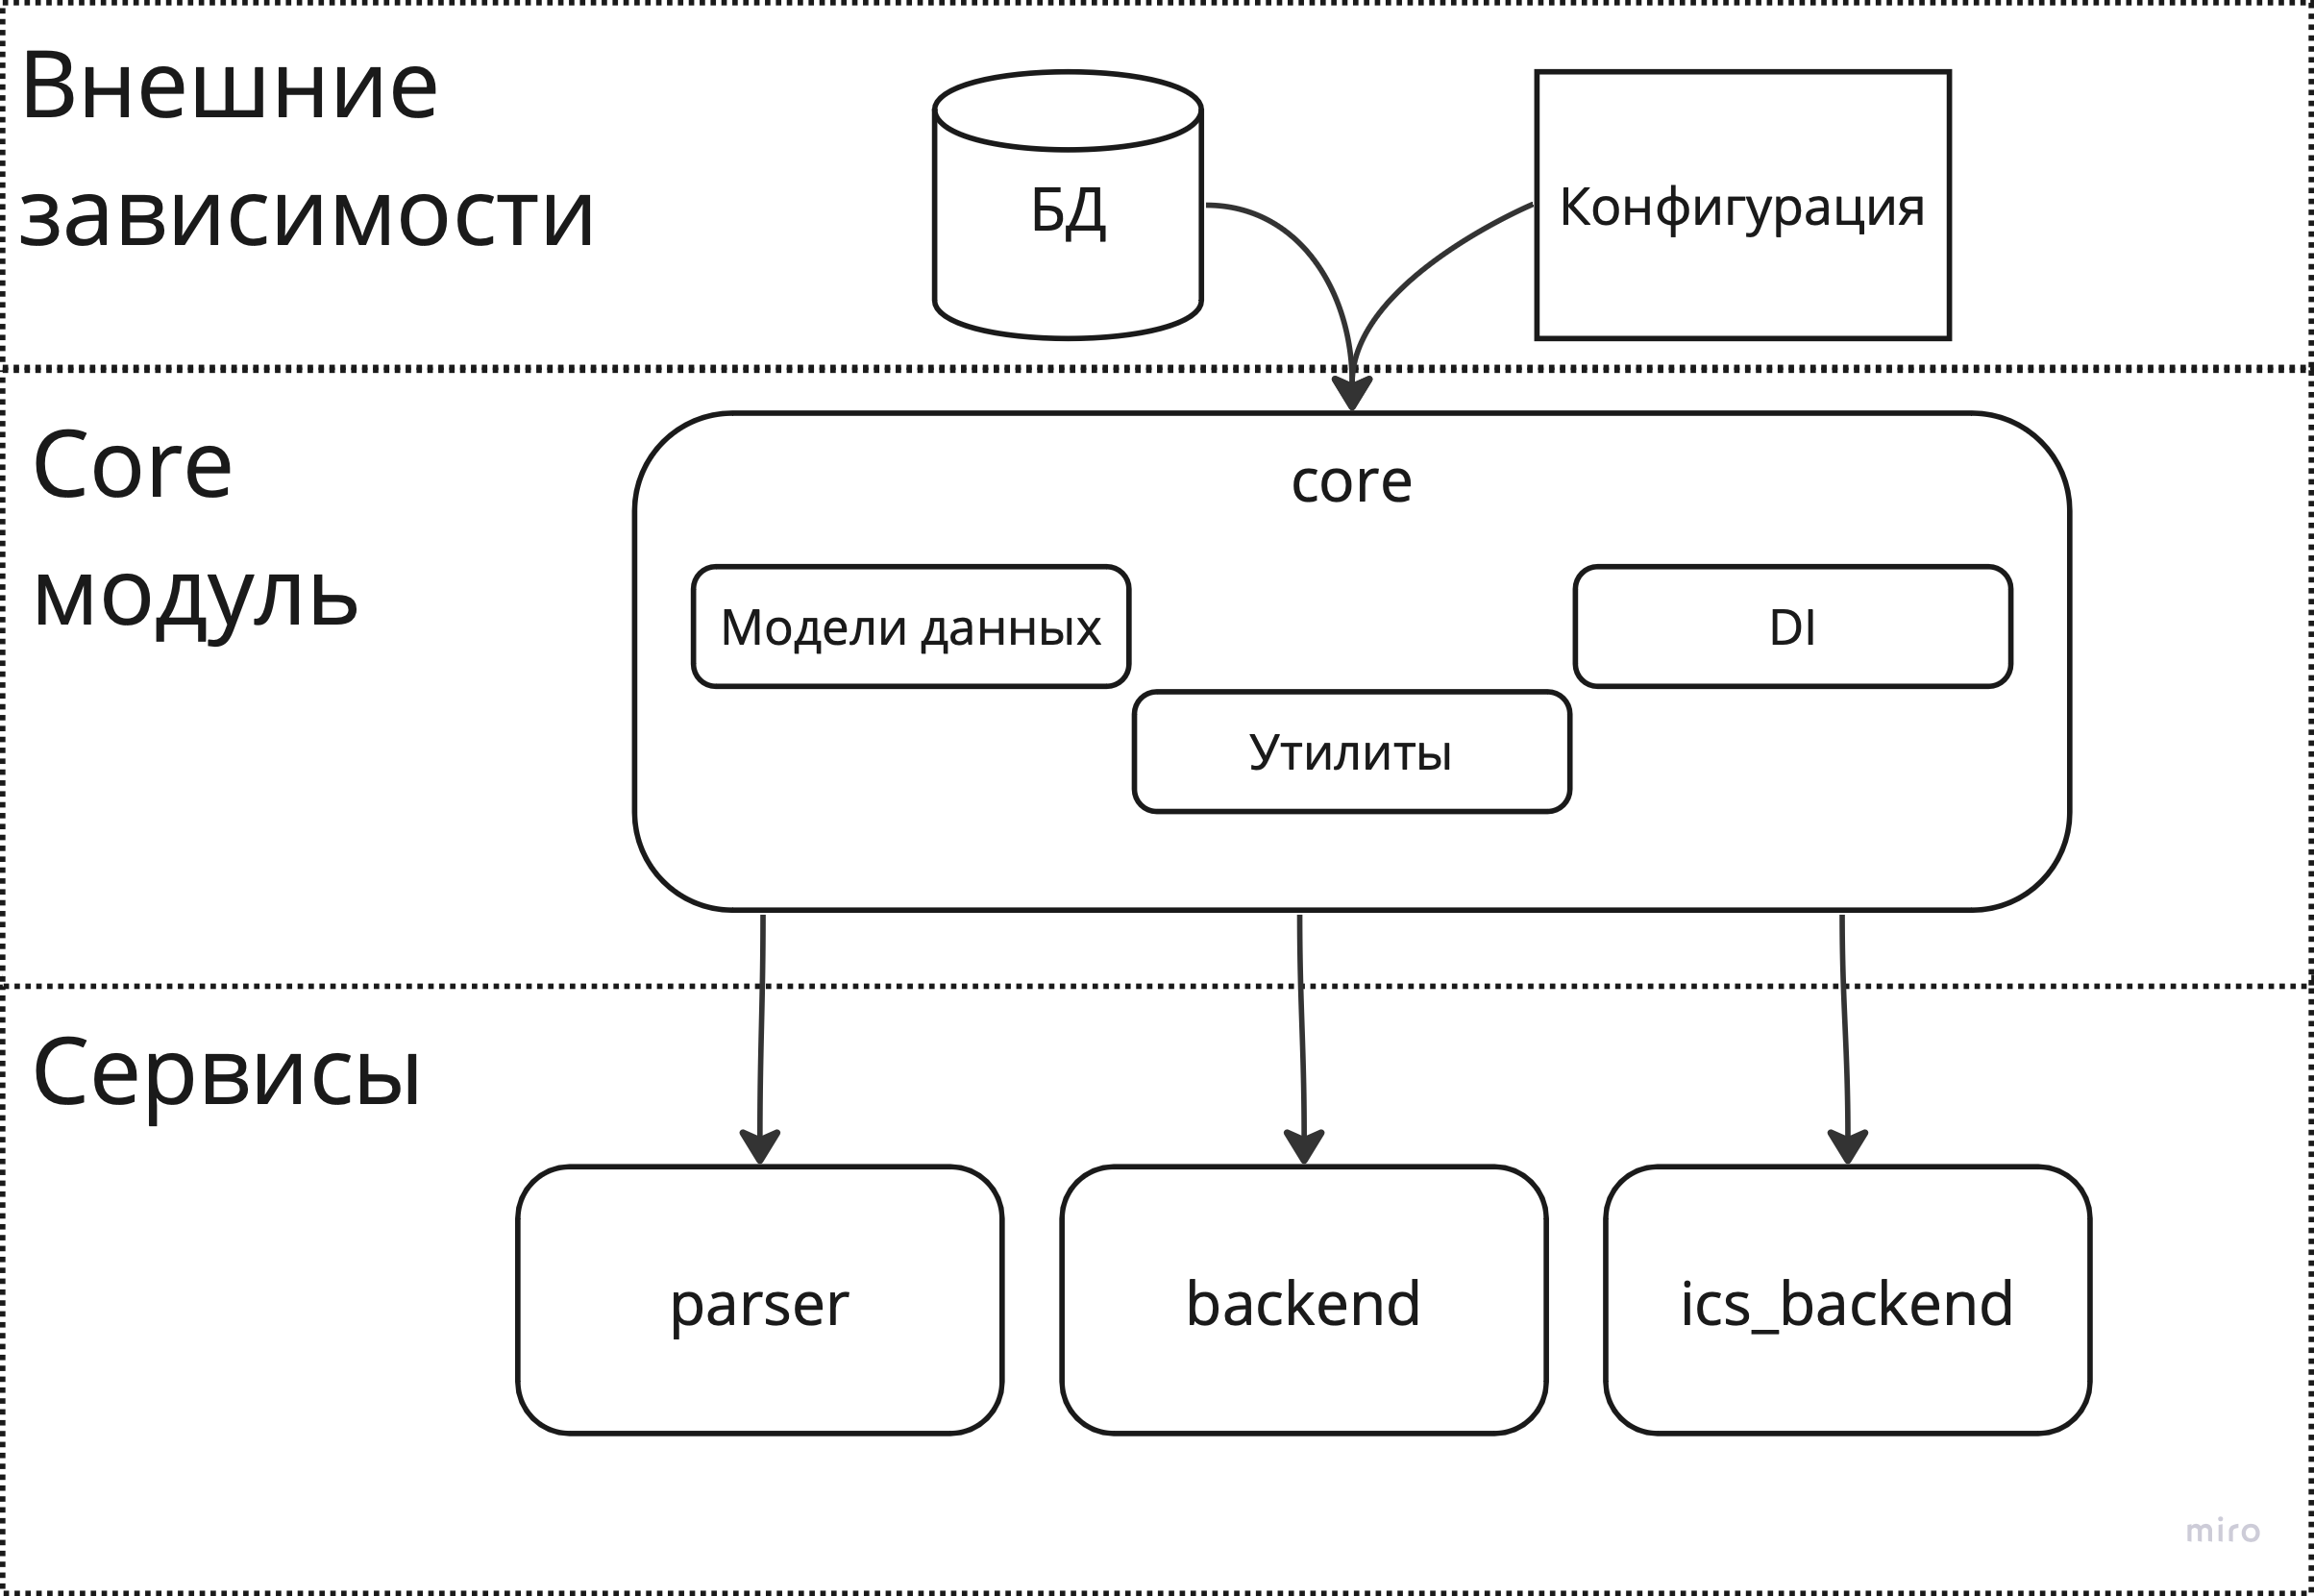 Внешние
зависимости
БД
Конфигурация
Core
модуль
core
Модели данных
DI
Утилиты
Сервисы
parser
backend
ics_backend
miro